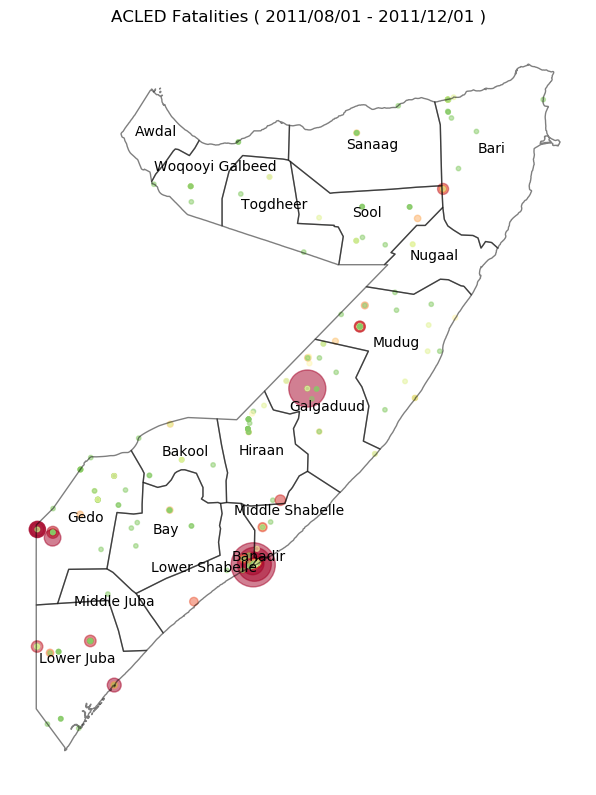 ACLED Fatalities ( 2011/08/01 - 2011/12/01 )
Awdal
Sanaag
Bari
Woqooyi Galbeed
Togdheer
Sool
Nugaal
Mudug
Galgaduud
Bakool
Hiraan
Middle Shabelle
Gedo
Bay
Banadir
Lower Shabelle
Middle Juba
Lower Juba